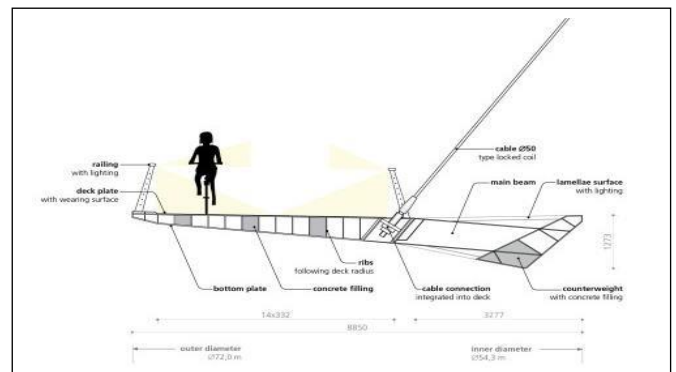 cable Ø50
type locked coil
railing
with lighting
main beam
lamellae surface
with lighting
deck plate
with wearing surface
1273
ribs
following deck radius
bottom plate
concrete filling
cable connection
integrated into deck
counterweight
with concrete filling
14x332
3277
8850
outer diameter
Ø72,0 m
inner diameter
Ø54,3 m